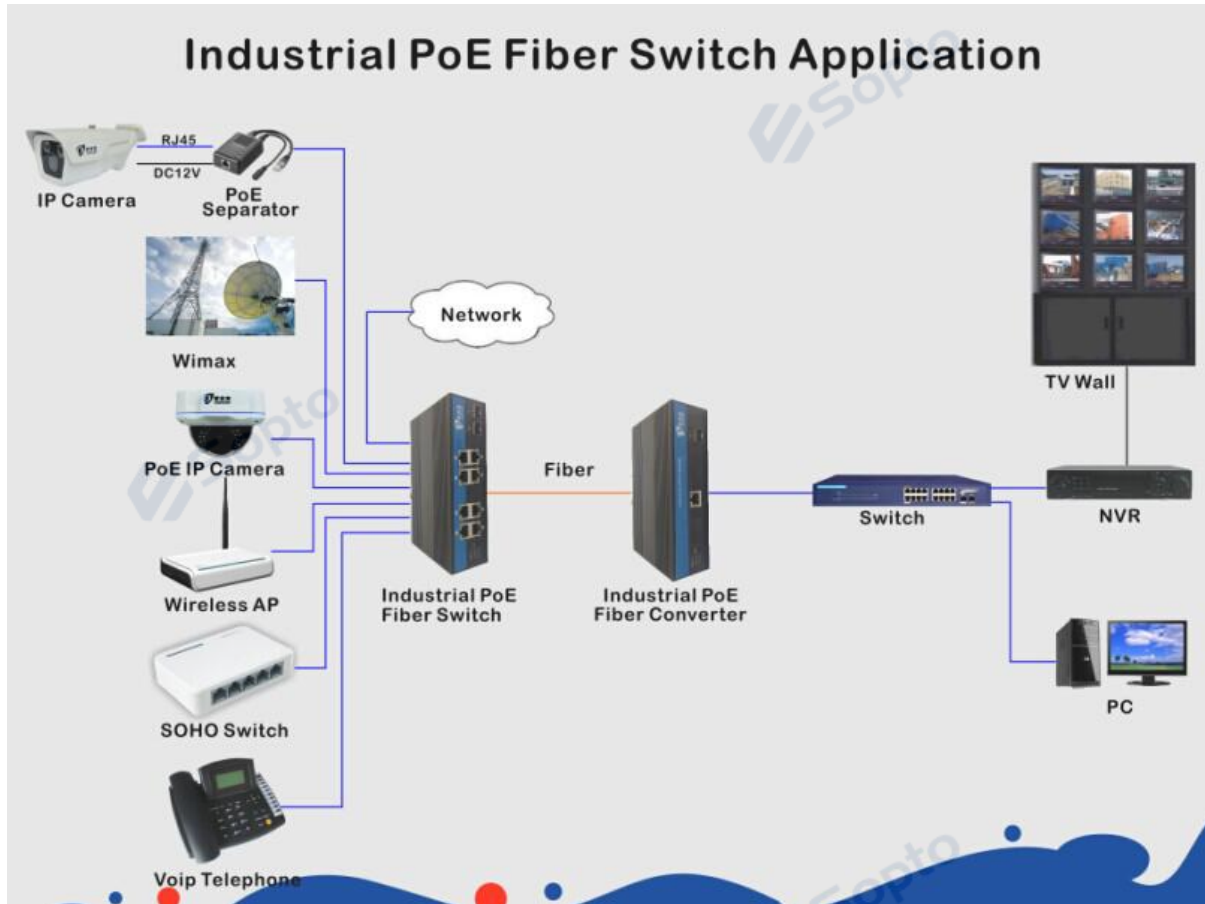 Industrial PoE Fiber Switch Application
Sopto
RJ45
DC12V
IP Camera
PoE
Separator
Wimax
Network
TV Wall
PoE IP Camera
Sopto
Fiber
Switch
NVR
Wireless AP
Industrial PoE
Fiber Switch
Industrial PoE
Fiber Converter
SOHO Switch
PC
Voip Telephone
Sopto